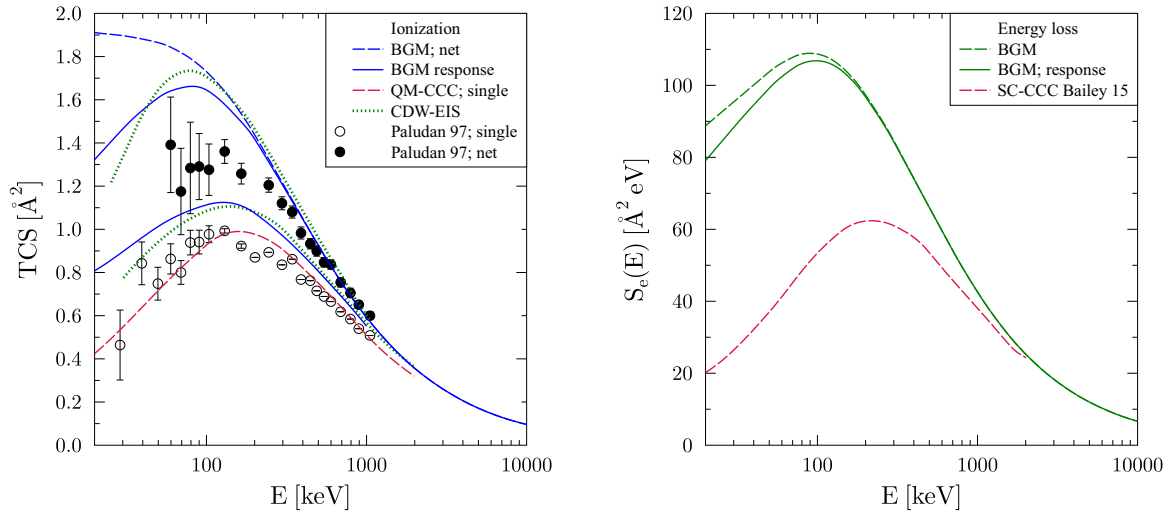 2.0
1.8
1.6
1.4
1.2
1.0
0.8
0.6
0.4
0.2
0.0
TCS [Å²]
100
1000
10000
E [keV]
Ionization
BGM; net
BGM response
QM-CCC; single
CDW-EIS
Paludan 97; single
Paludan 97; net
120
100
80
60
40
20
0
Sₑ(E) [Å² eV]
100
1000
10000
E [keV]
Energy loss
BGM
BGM; response
SC-CCC Bailey 15